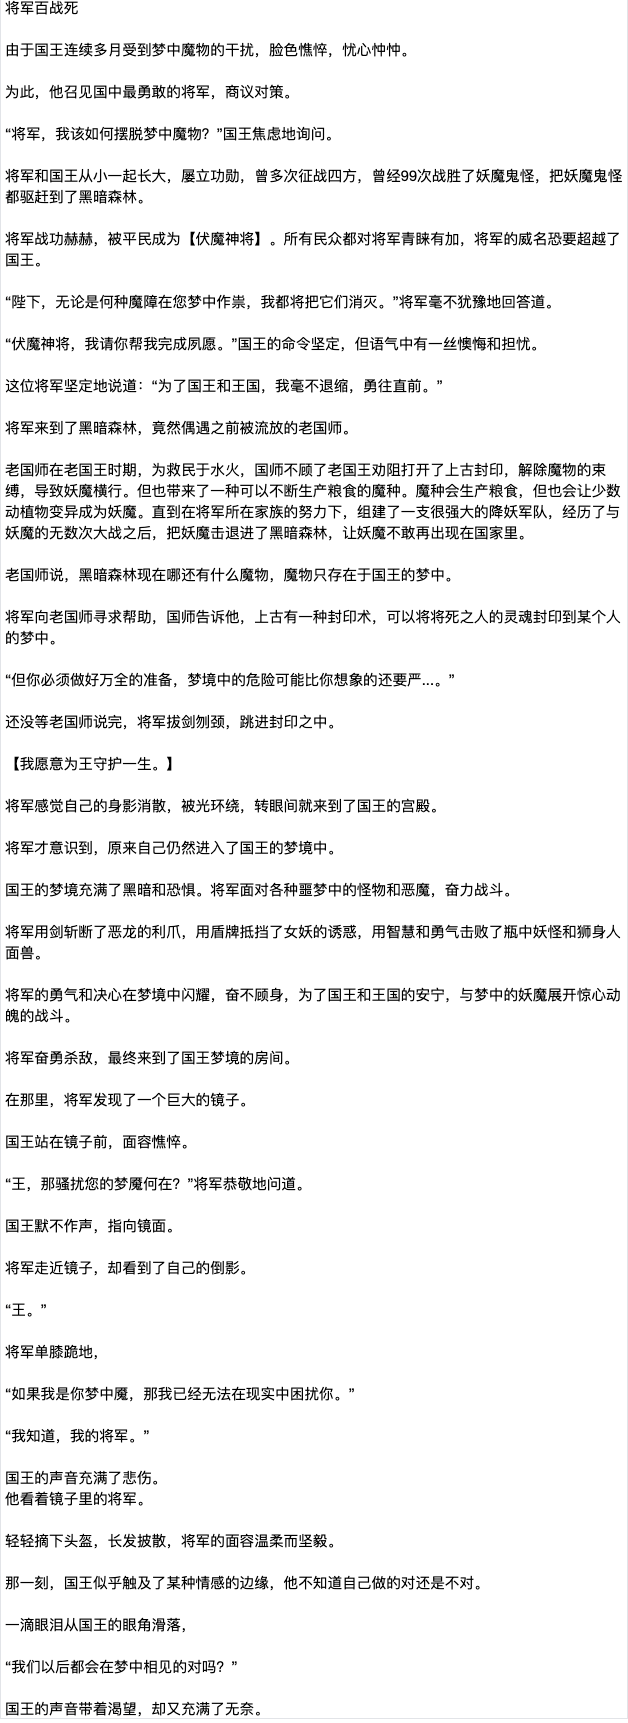 将军百战死
由于国王连续多月受到梦中魔物的干扰，脸色憔悴，忧心忡忡。
为此，他召见国中最勇敢的将军，商议对策。
“将军，我该如何摆脱梦中魔物？”国王焦虑地询问。
将军和国王从小一起长大，屡立功勋，曾多次征战四方，曾经99次战胜了妖魔鬼怪，把妖魔鬼怪
都驱赶到了黑暗森林。
将军战功赫赫，被平民成为【伏魔神将】。所有民众都对将军青睐有加，将军的威名恐要超越了
国王。
“陛下，无论是何种魔障在您梦中作祟，我都将把它们消灭。”将军毫不犹豫地回答道。
“伏魔神将，我请你帮我完成夙愿。”国王的命令坚定，但语气中有一丝懊悔和担忧。
这位将军坚定地说道：“为了国王和王国，我毫不退缩，勇往直前。”
将军来到了黑暗森林，竟然偶遇之前被流放的老国师。
老国师在老国王时期，为救民于水火，国师不顾了老国王劝阻打开了上古封印，解除魔物的束
缚，导致妖魔横行。但也带来了一种可以不断生产粮食的魔种。魔种会生产粮食，但也会让少数
动植物变异成为妖魔。直到在将军所在家族的努力下，组建了一支很强大的降妖军队，经历了与
妖魔的无数次大战之后，把妖魔击退进了黑暗森林，让妖魔不敢再出现在国家里。
老国师说，黑暗森林现在哪还有什么魔物，魔物只存在于国王的梦中。
将军向老国师寻求帮助，国师告诉他，上古有一种封印术，可以将将死之人的灵魂封印到某个人
的梦中。
“但你必须做好万全的准备，梦境中的危险可能比你想象的还要严...。”
还没等老国师说完，将军拔剑刎颈，跳进封印之中。
【我愿意为王守护一生。】
将军感觉自己的身影消散，被光环绕，转眼间就来到了国王的宫殿。
将军才意识到，原来自己仍然进入了国王的梦境中。
国王的梦境充满了黑暗和恐惧。将军面对各种噩梦中的怪物和恶魔，奋力战斗。
将军用剑斩断了恶龙的利爪，用盾牌抵挡了女妖的诱惑，用智慧和勇气击败了瓶中妖怪和狮身人
面兽。
将军的勇气和决心在梦境中闪耀，奋不顾身，为了国王和王国的安宁，与梦中的妖魔展开惊心动
魄的战斗。
将军奋勇杀敌，最终来到了国王梦境的房间。
在那里，将军发现了一个巨大的镜子。
国王站在镜子前，面容憔悴。
“王，那骚扰您的梦魇何在？”将军恭敬地问道。
国王默不作声，指向镜面。
将军走近镜子，却看到了自己的倒影。
“王。”
将军单膝跪地，
“如果我是你梦中魔，那我已经无法在现实中困扰你。”
“我知道，我的将军。”
国王的声音充满了悲伤。
他看着镜子里的将军。
轻轻摘下头盔，长发披散，将军的面容温柔而坚毅。
那一刻，国王似乎触及了某种情感的边缘，他不知道自己做的对还是不对。
一滴眼泪从国王的眼角滑落，
“我们以后都会在梦中相见的对吗？”
国王的声音带着渴望，却又充满了无奈。